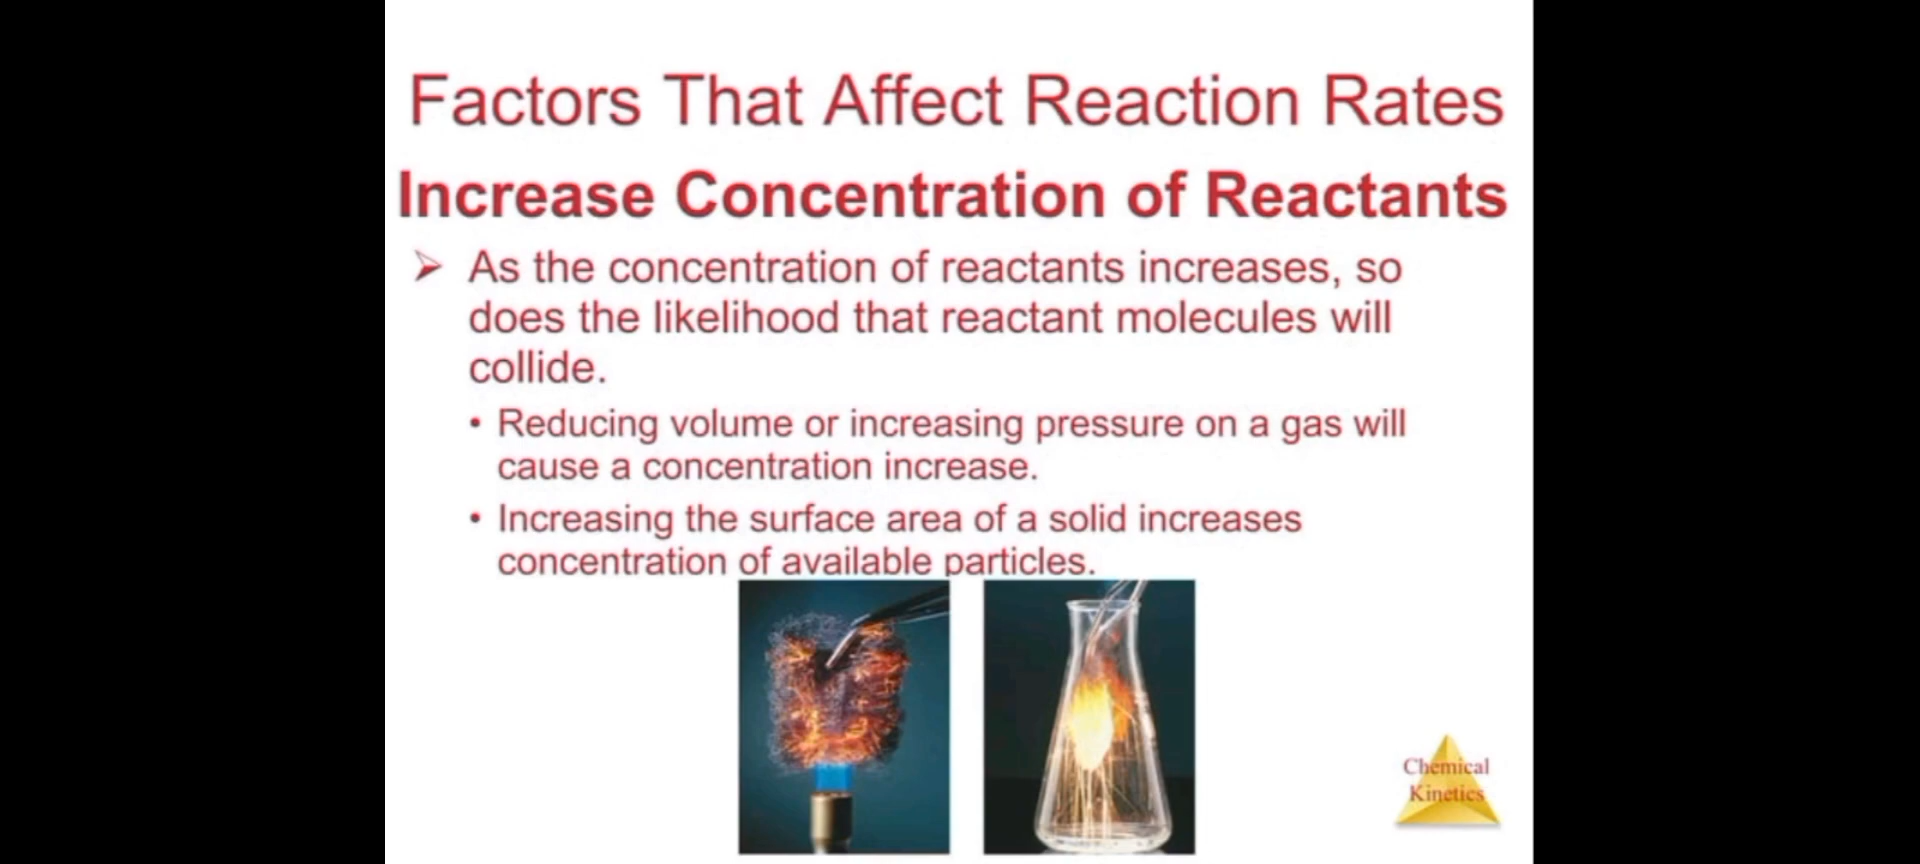 Factors That Affect Reaction Rates
Increase Concentration of Reactants
As the concentration of reactants increases, so
does the likelihood that reactant molecules will
collide.
• Reducing volume or increasing pressure on a gas will
cause a concentration increase.
• Increasing the surface area of a solid increases
concentration of available particles.
Chemical
Kinetics